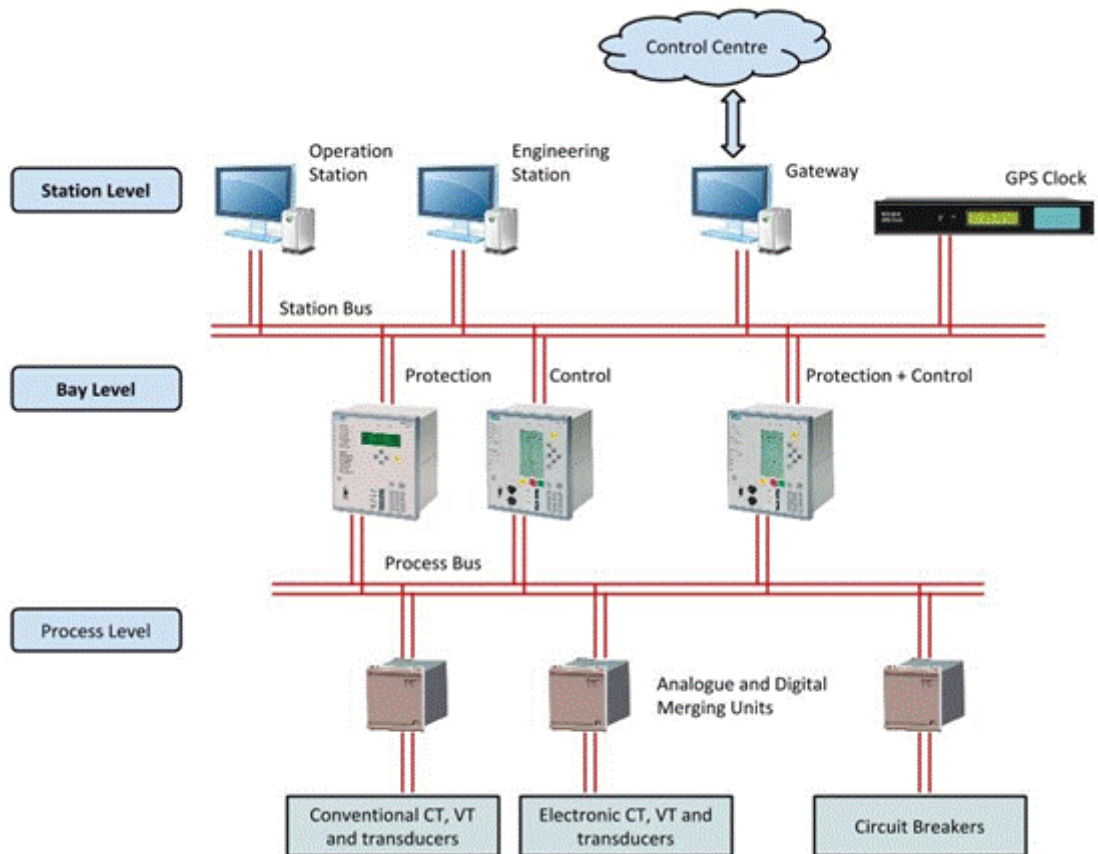 Control Centre
Operation
Station
Engineering
Station
Gateway
GPS Clock
Station Level
Station Bus
Bay Level
Protection
Control
Protection + Control
Process Bus
Process Level
Analogue and Digital
Merging Units
Conventional CT, VT
and transducers
Electronic CT, VT and
transducers
Circuit Breakers